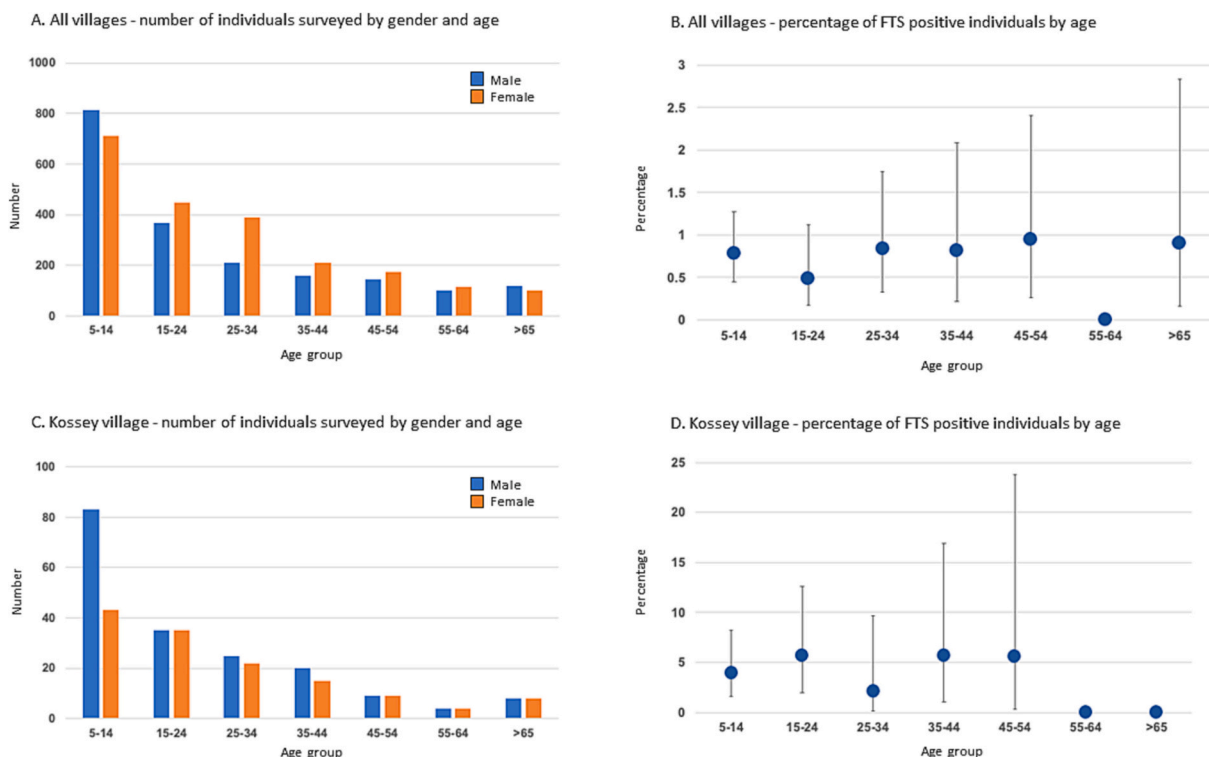 A. All villages - number of individuals surveyed by gender and age
1000
800
600
400
200
0
Number
Male
Female
5-14 15-24 25-34 35-44 45-54 55-64 >65
Age group
B. All villages - percentage of FTS positive individuals by age
3
2.5
2
1.5
1
0.5
0
Percentage
5-14 15-24 25-34 35-44 45-54 55-64 >65
Age group
C. Kossey village - number of individuals surveyed by gender and age
100
80
60
40
20
0
Number
Male
Female
5-14 15-24 25-34 35-44 45-54 55-64 >65
Age group
D. Kossey village - percentage of FTS positive individuals by age
25
20
15
10
5
0
Percentage
5-14 15-24 25-34 35-44 45-54 55-64 >65
Age group